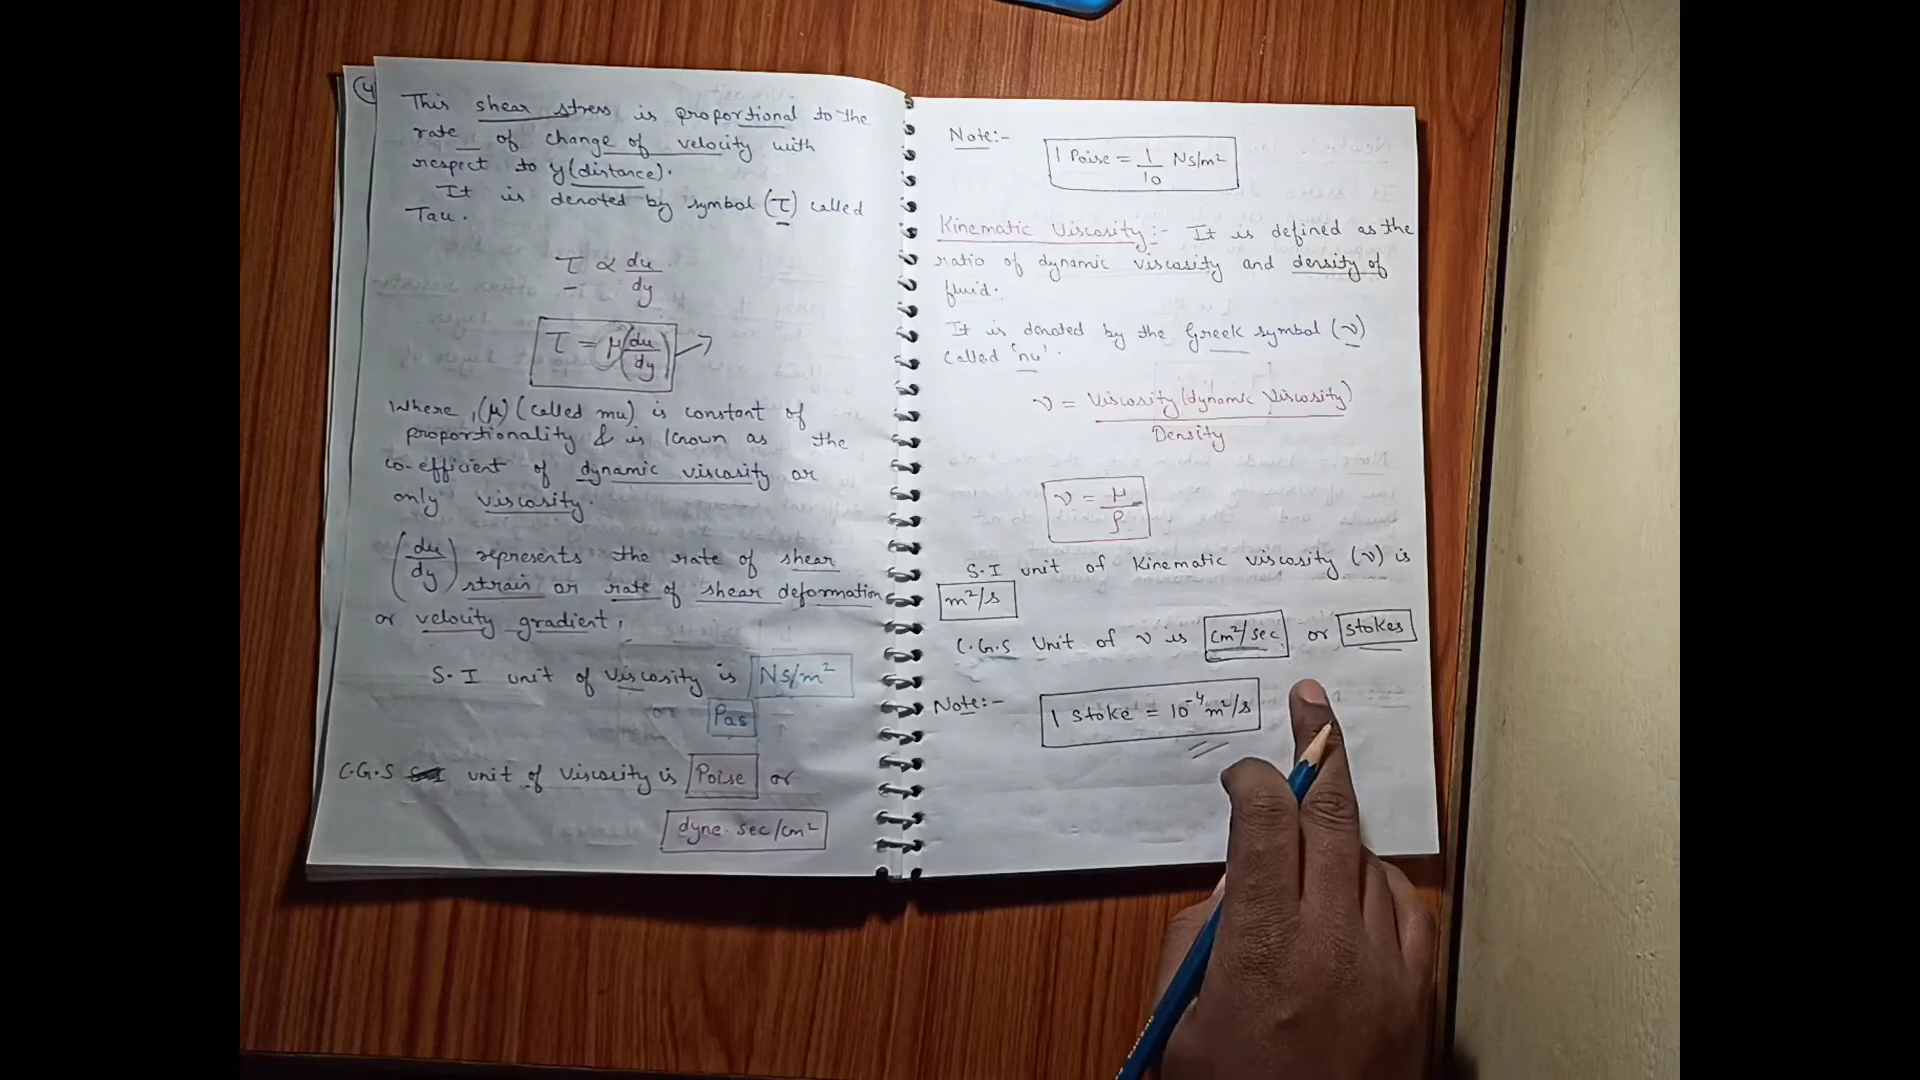 4
This shear stress is proportional to the
rate of change of velocity with
respect to y (distance).
It is denoted by symbol (τ) called
Tau.
τ ∝ du/dy
τ = μ(du/dy)
Where, (μ) (called mu) is constant of
proportionality & is known as the
co-efficient of dynamic viscosity or
only viscosity.
(du/dy) represents the rate of shear
strain or rate of shear deformation
or velocity gradient.
S.I unit of viscosity is Ns/m²
or Pas
C.G.S unit of viscosity is Poise or
dyne. sec/cm²
Note:-
1 Poise = 1/10 Ns/m²
Kinematic Viscosity:- It is defined as the
ratio of dynamic viscosity and density of
fluid.
It is denoted by the Greek symbol (ν)
called 'nu'.
ν = Viscosity (dynamic Viscosity)/Density
ν = μ/ρ
S.I unit of Kinematic viscosity (ν) is
m²/s
C.G.S Unit of ν is cm²/sec or stokes
Note:-
1 stoke = 10⁻⁴ m²/s